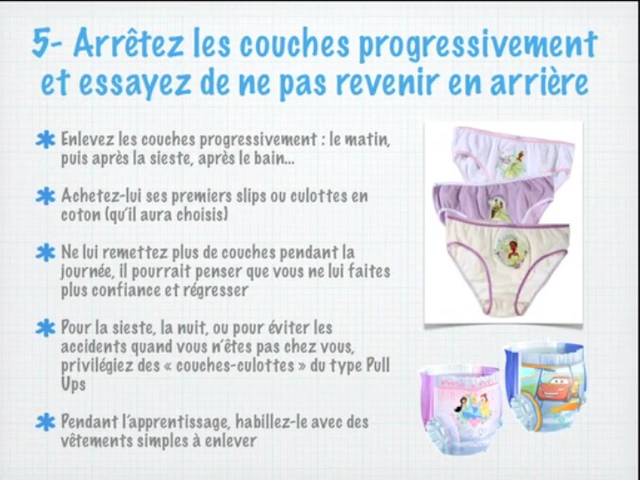 5- Arrêtez les couches progressivement
et essayez de ne pas revenir en arrière
Enlevez les couches progressivement : le matin,
puis après la sieste, après le bain...
Achetez-lui ses premiers slips ou culottes en
coton (qu'il aura choisis)
Ne lui remettez plus de couches pendant la
journée, il pourrait penser que vous ne lui faites
plus confiance et régresser
Pour la sieste, la nuit, ou pour éviter les
accidents quand vous n'êtes pas chez vous,
privilégiez des « couches-culottes » du type Pull
Ups
Pendant l'apprentissage, habillez-le avec des
vêtements simples à enlever